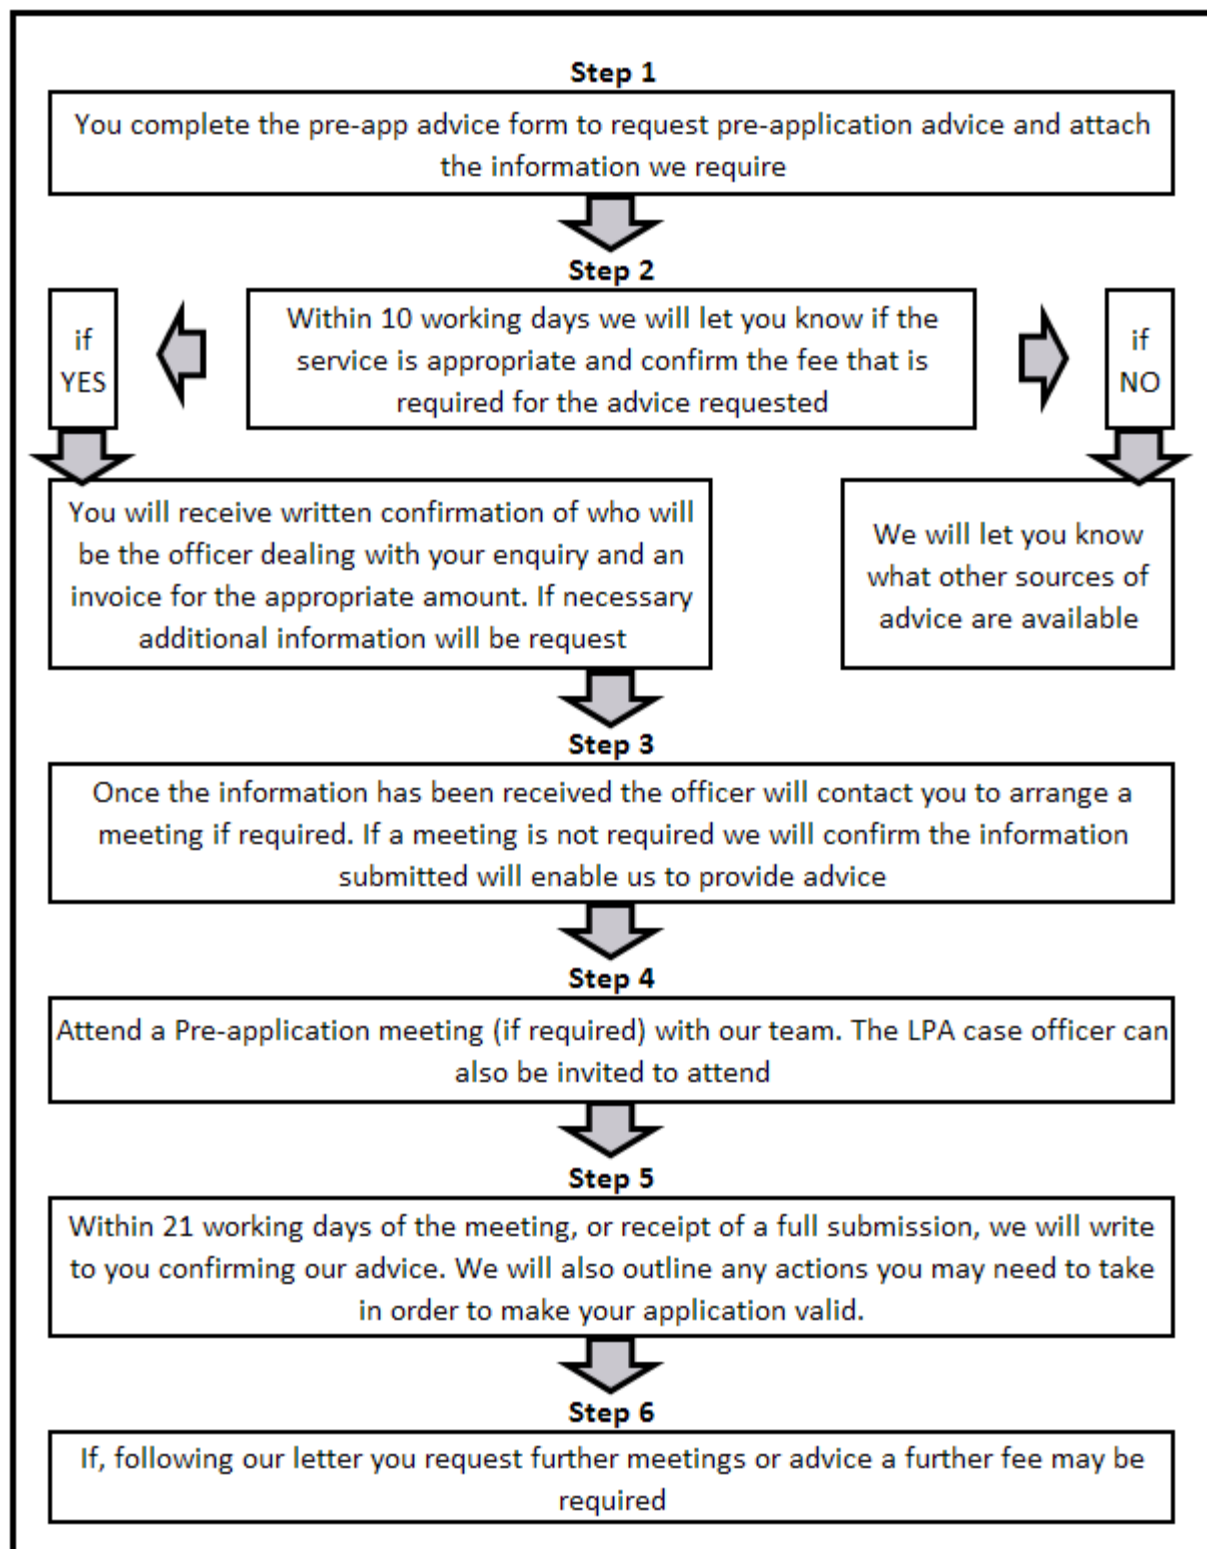 Step 1
You complete the pre-app advice form to request pre-application advice and attach
the information we require
Step 2
if
YES
Within 10 working days we will let you know if the
service is appropriate and confirm the fee that is
required for the advice requested
if
NO
You will receive written confirmation of who will
be the officer dealing with your enquiry and an
invoice for the appropriate amount. If necessary
additional information will be request
We will let you know
what other sources of
advice are available
Step 3
Once the information has been received the officer will contact you to arrange a
meeting if required. If a meeting is not required we will confirm the information
submitted will enable us to provide advice
Step 4
Attend a Pre-application meeting (if required) with our team. The LPA case officer can
also be invited to attend
Step 5
Within 21 working days of the meeting, or receipt of a full submission, we will write
to you confirming our advice. We will also outline any actions you may need to take
in order to make your application valid.
Step 6
If, following our letter you request further meetings or advice a further fee may be
required